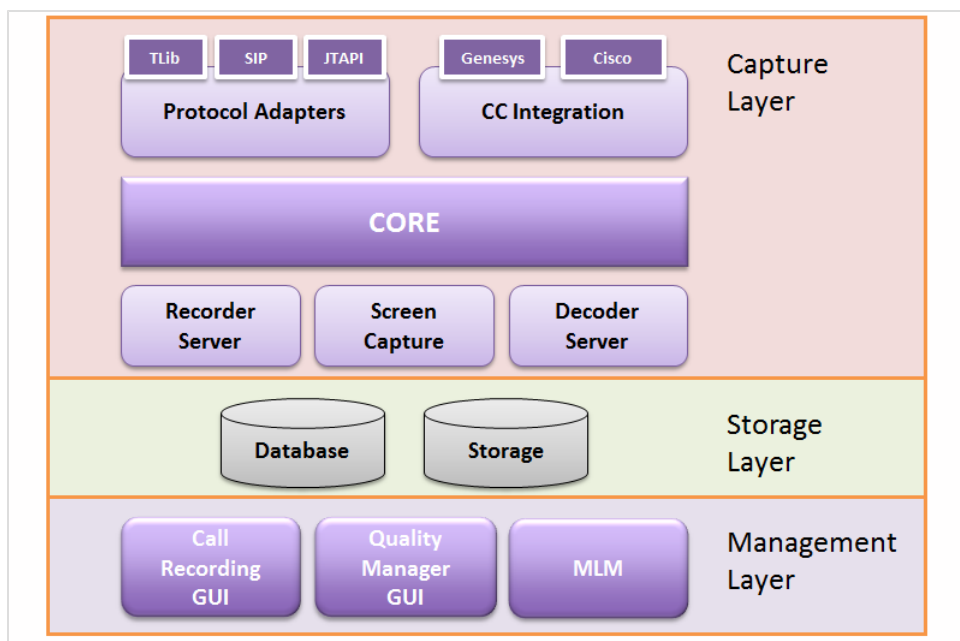 TLib
SIP
JTAPI
Protocol Adapters
Genesys
Cisco
CC Integration
Capture
Layer
CORE
Recorder
Server
Screen
Capture
Decoder
Server
Database
Storage
Storage
Layer
Call
Recording
GUI
Quality
Manager
GUI
MLM
Management
Layer